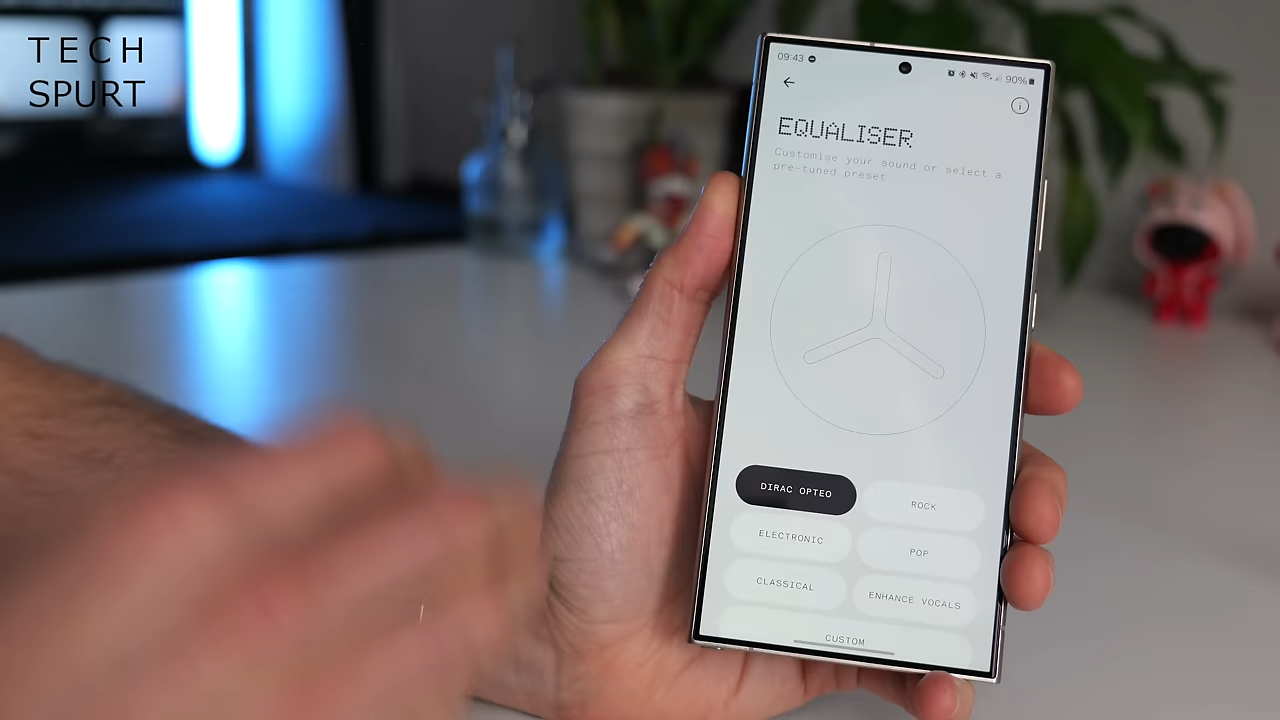 TECH
SPURT
09:43
90%
EQUALISER
Customise your sound or select a
pre-tuned preset.
DIRAC OPTEO
ROCK
ELECTRONIC
POP
CLASSICAL
ENHANCE VOCALS
CUSTOM